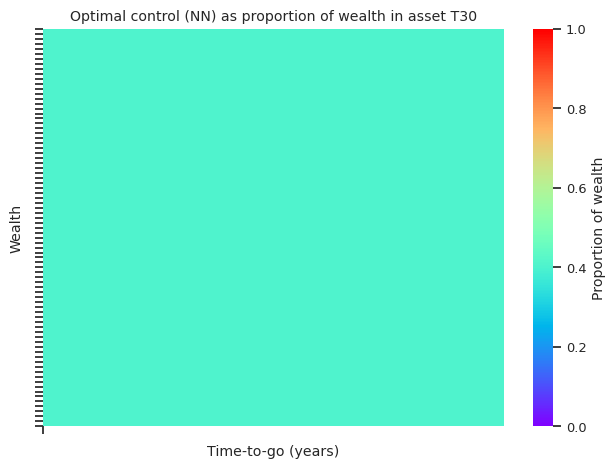 Optimal control (NN) as proportion of wealth in asset T30
Wealth
Time-to-go (years)
1.0
0.8
0.6
0.4
0.2
0.0
Proportion of wealth